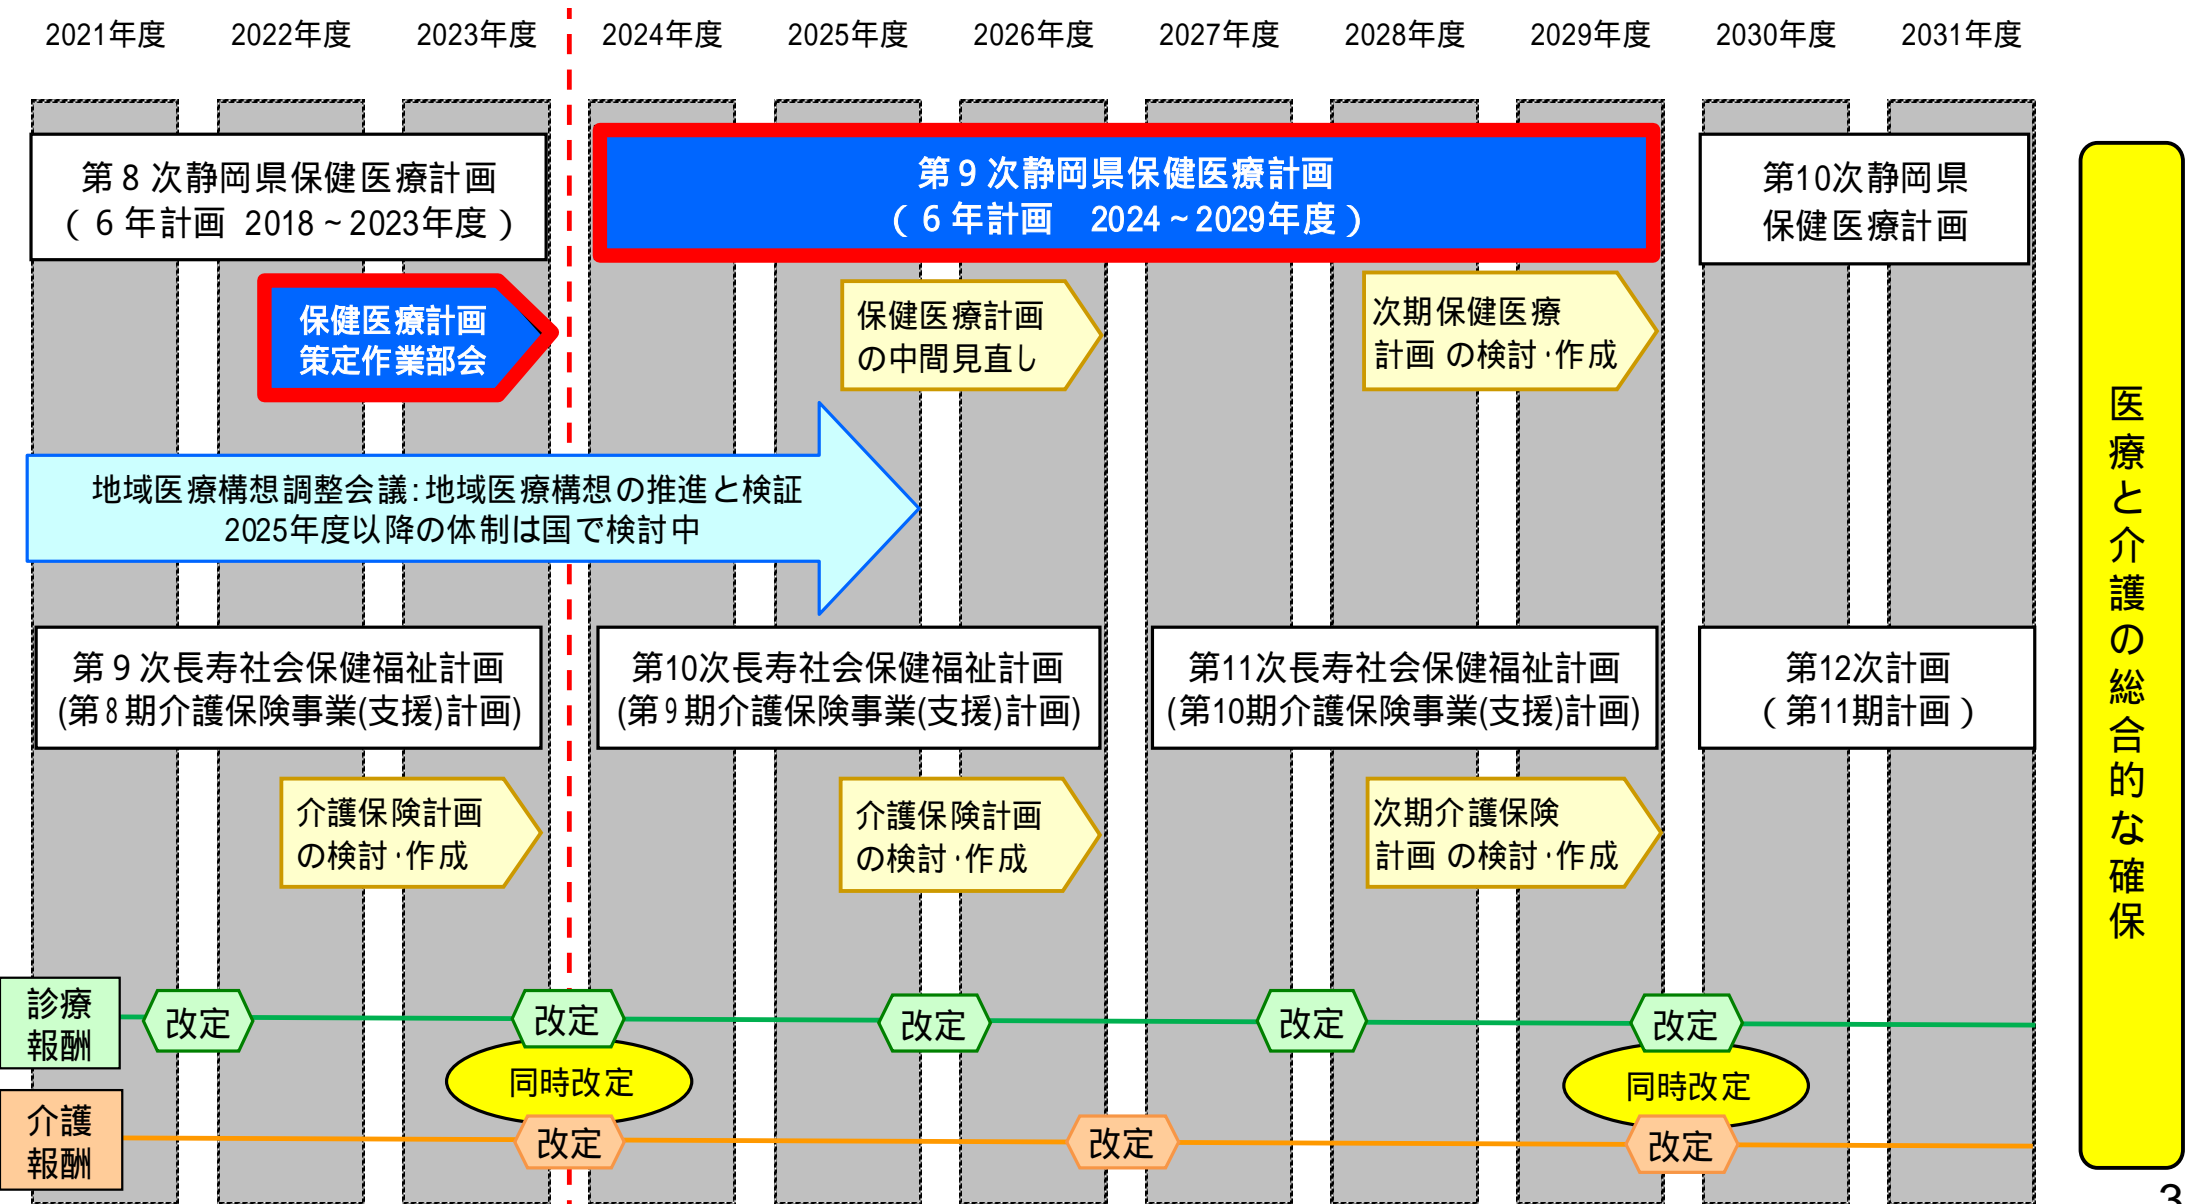 2021年度 2022年度 2023年度 2024年度 2025年度 2026年度 2027年度 2028年度 2029年度 2030年度 2031年度
第8次静岡県保健医療計画
(6年計画 2018~2023年度)
第9次静岡県保健医療計画
(6年計画 2024~2029年度)
第10次静岡県
保健医療計画
保健医療計画
策定作業部会
保健医療計画
の中間見直し
次期保健医療
計画 の検討・作成
地域医療構想調整会議:地域医療構想の推進と検証
2025年度以降の体制は国で検討中
第9次長寿社会保健福祉計画
(第8期介護保険事業(支援)計画)
第10次長寿社会保健福祉計画
(第9期介護保険事業(支援)計画)
第11次長寿社会保健福祉計画
(第10期介護保険事業(支援)計画)
第12次計画
(第11期計画)
介護保険計画
の検討・作成
介護保険計画
の検討・作成
次期介護保険
計画 の検討・作成
診療
報酬
改定 改定 改定 改定 改定
同時改定 同時改定
介護
報酬
改定 改定 改定
医療と介護の総合的な確保
3